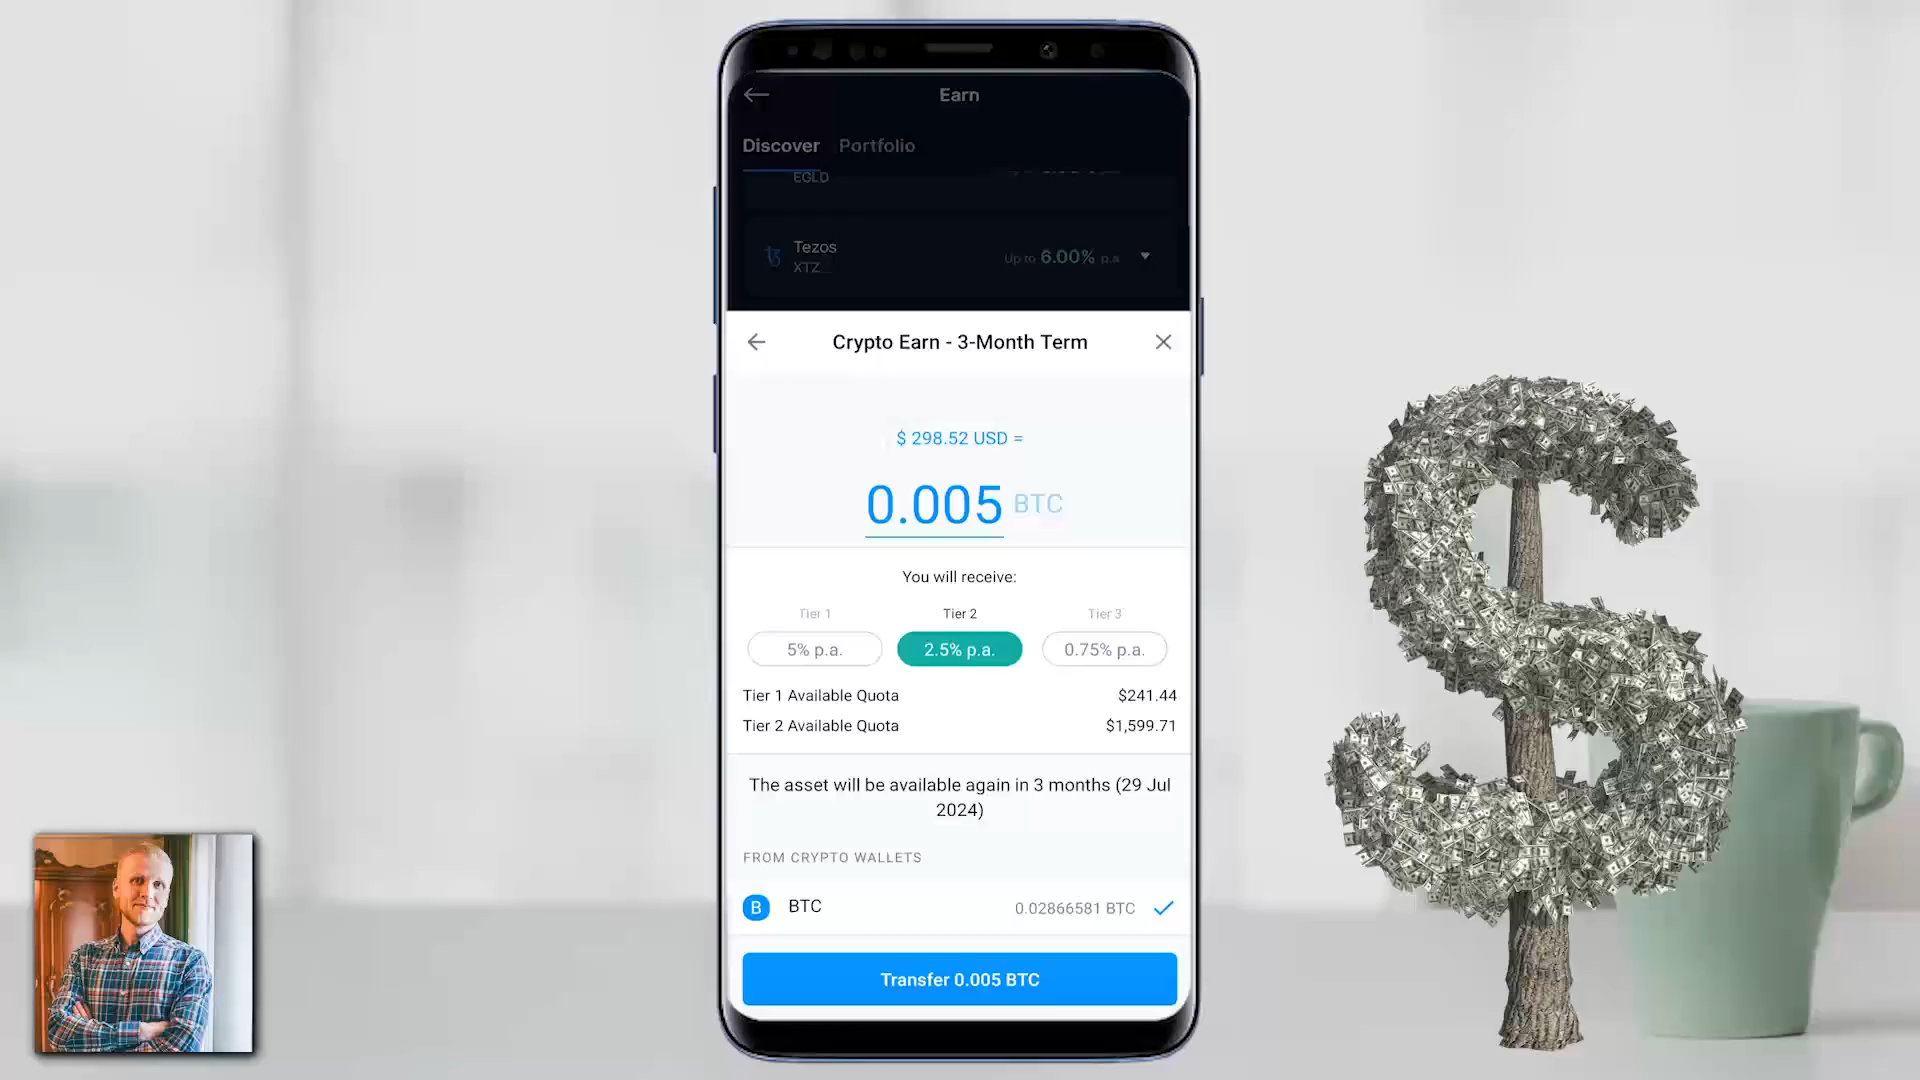 Earn
Discover Portfolio
EGLD
Tezos
XTZ
Up to 6.00% p.a
Crypto Earn - 3-Month Term
$ 298.52 USD =
0.005 BTC
You will receive:
Tier 1 Tier 2 Tier 3
5% p.a. 2.5% p.a. 0.75% p.a.
Tier 1 Available Quota $241.44
Tier 2 Available Quota $1,599.71
The asset will be available again in 3 months (29 Jul
2024)
FROM CRYPTO WALLETS
B BTC 0.02866581 BTC
Transfer 0.005 BTC